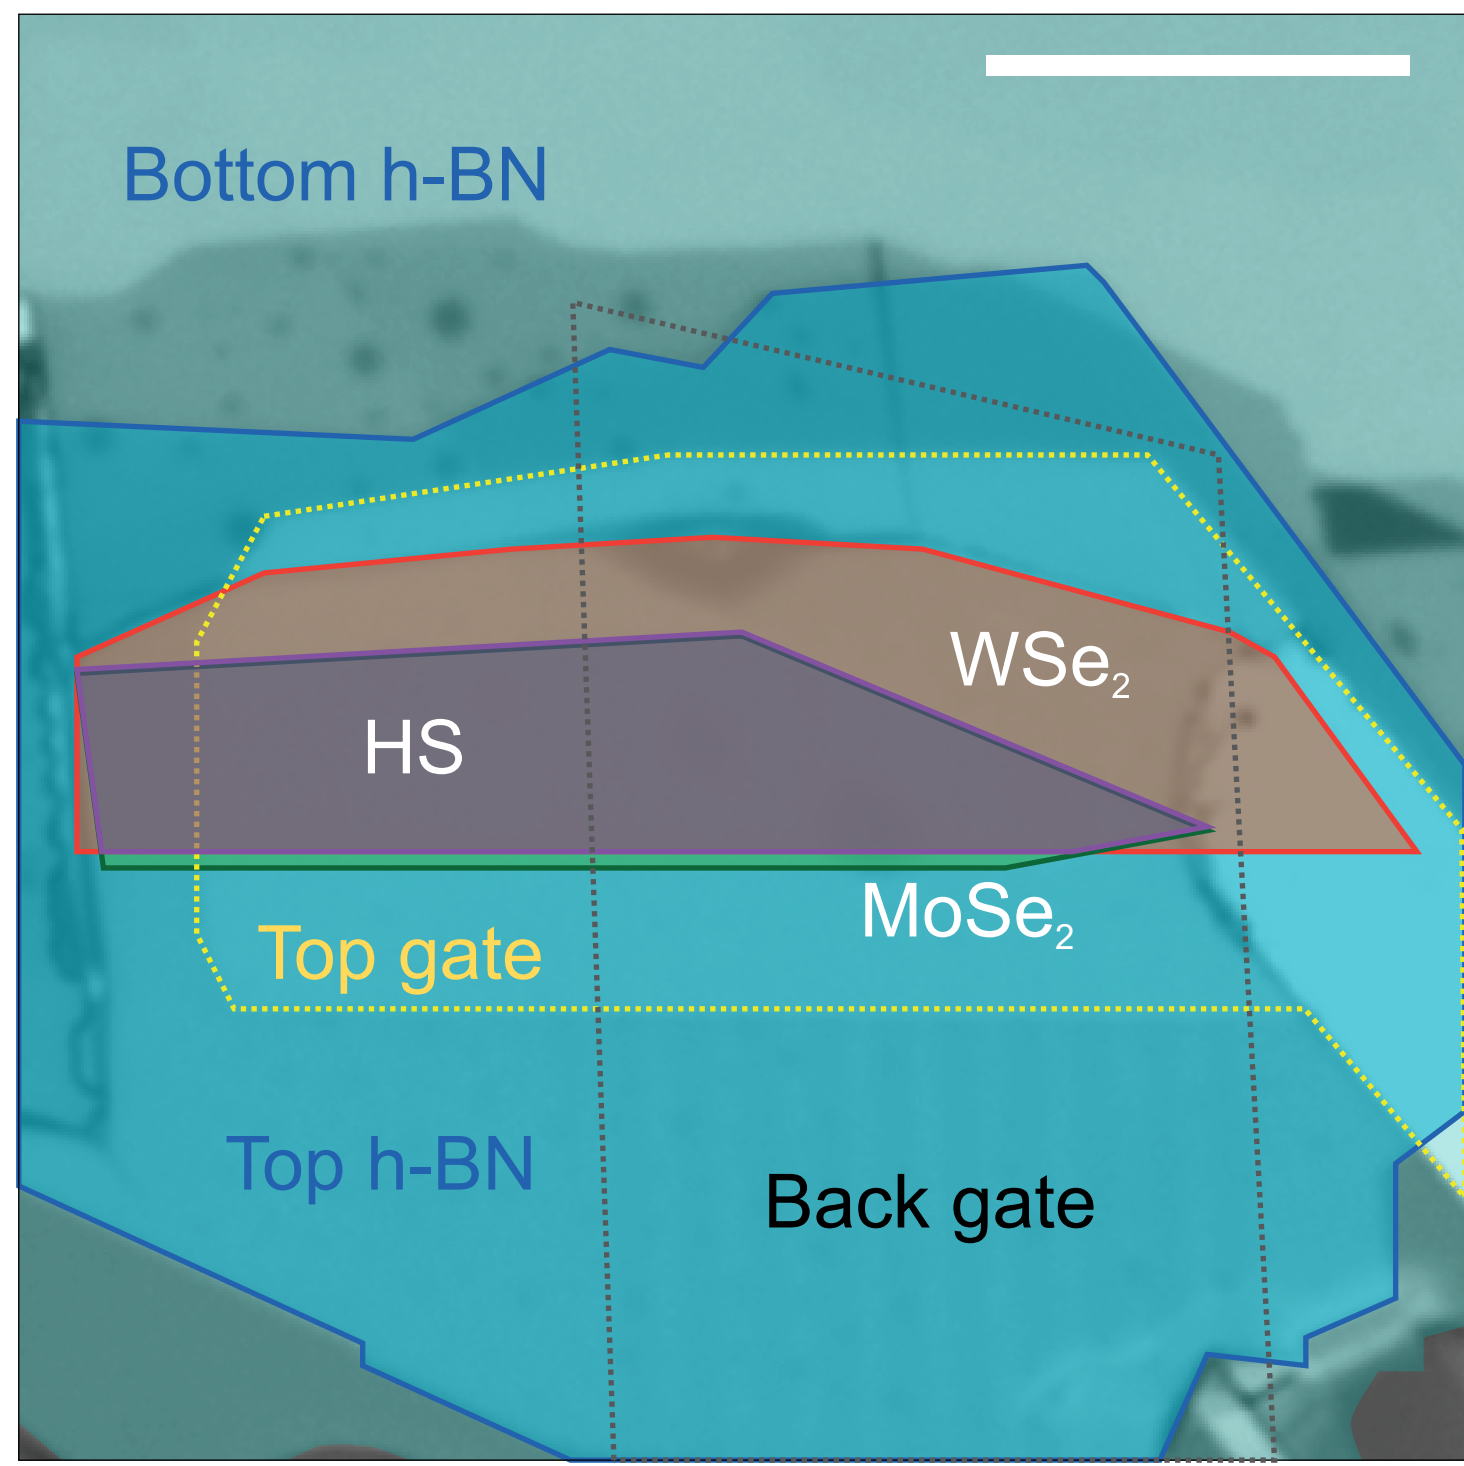 Bottom h-BN
WSe₂
HS
MoSe₂
Top gate
Top h-BN
Back gate